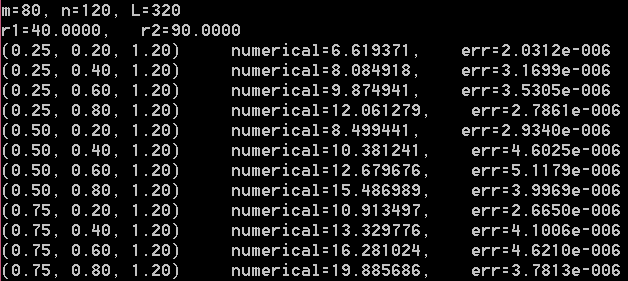 m=80, n=120, L=320
r1=40.0000, r2=90.0000
(0.25, 0.20, 1.20) numerical=6.619371, err=2.0312e-006
(0.25, 0.40, 1.20) numerical=8.084918, err=3.1699e-006
(0.25, 0.60, 1.20) numerical=9.874941, err=3.5305e-006
(0.25, 0.80, 1.20) numerical=12.061279, err=2.7861e-006
(0.50, 0.20, 1.20) numerical=8.499441, err=2.9340e-006
(0.50, 0.40, 1.20) numerical=10.381241, err=4.6025e-006
(0.50, 0.60, 1.20) numerical=12.679676, err=5.1179e-006
(0.50, 0.80, 1.20) numerical=15.486989, err=3.9969e-006
(0.75, 0.20, 1.20) numerical=10.913497, err=2.6650e-006
(0.75, 0.40, 1.20) numerical=13.329776, err=4.1006e-006
(0.75, 0.60, 1.20) numerical=16.281024, err=4.6210e-006
(0.75, 0.80, 1.20) numerical=19.885686, err=3.7813e-006